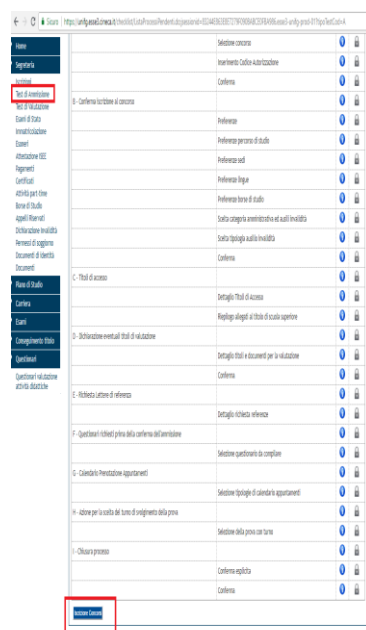 Sicuro
Home
Segreteria
Iscrizioni
Test di Ammissione
Test di Valutazione
Esami di Stato
Immatricolazione
Esoneri
Attestazione ISEE
Pagamenti
Certificati
Attività part-time
Borse di Studio
Appelli Riservati
Dichiarazione Invalidità
Permessi di soggiorno
Documenti di Identità
Documenti
Piano di Studio
Carriera
Esami
Conseguimento titolo
Questionari
Questionari valutazione
attività didattiche
Selezione concorso
Inserimento Codice Autorizzazione
Conferma
B - Conferma iscrizione al concorso
Preferenze
Preferenze percorso di studio
Preferenze sedi
Preferenze lingue
Preferenze borse di studio
Scelta categoria amministrativa ed ausili invalidità
Scelta tipologia ausilio invalidità
Conferma
C - Titoli di accesso
Dettaglio Titoli di Accesso
Riepilogo allegati al titolo di scuola superiore
D - Dichiarazione eventuali titoli di valutazione
Dettaglio titoli e documenti per la valutazione
Conferma
E - Richiesta Lettere di referenza
Dettaglio richiesta referenze
F - Questionari richiesti prima della conferma dell'ammissione
Selezione questionario da compilare
G - Calendario Prenotazione Appuntamenti
Selezione tipologie di calendario appuntamenti
H - Azione per la scelta del turno di svolgimento della prova
Selezione della prova con turno
I - Chiusura processo
Conferma esplicita
Conferma
Iscrizione Concorsi